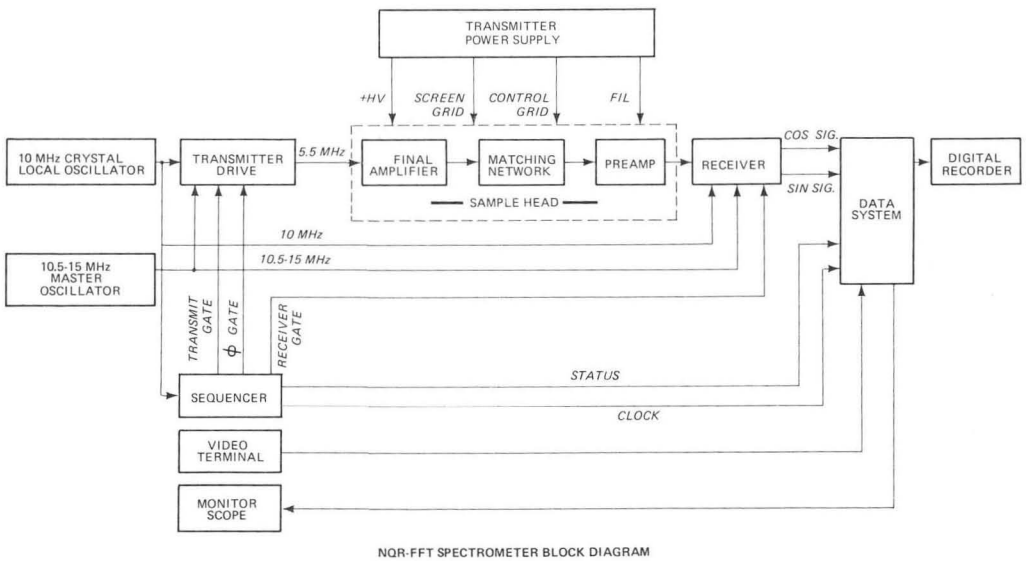 TRANSMITTER
POWER SUPPLY
+HV
SCREEN
GRID
CONTROL
GRID
FIL
10 MHz CRYSTAL
LOCAL OSCILLATOR
TRANSMITTER
DRIVE
5.5 MHz
FINAL
AMPLIFIER
MATCHING
NETWORK
PREAMP
SAMPLE HEAD
RECEIVER
COS SIG.
SIN SIG.
DATA
SYSTEM
DIGITAL
RECORDER
10 MHz
10.5-15 MHz
10.5-15 MHz
MASTER
OSCILLATOR
TRANSMIT
GATE
ϕ GATE
RECEIVER
GATE
SEQUENCER
STATUS
CLOCK
VIDEO
TERMINAL
MONITOR
SCOPE
NQR-FFT SPECTROMETER BLOCK DIAGRAM